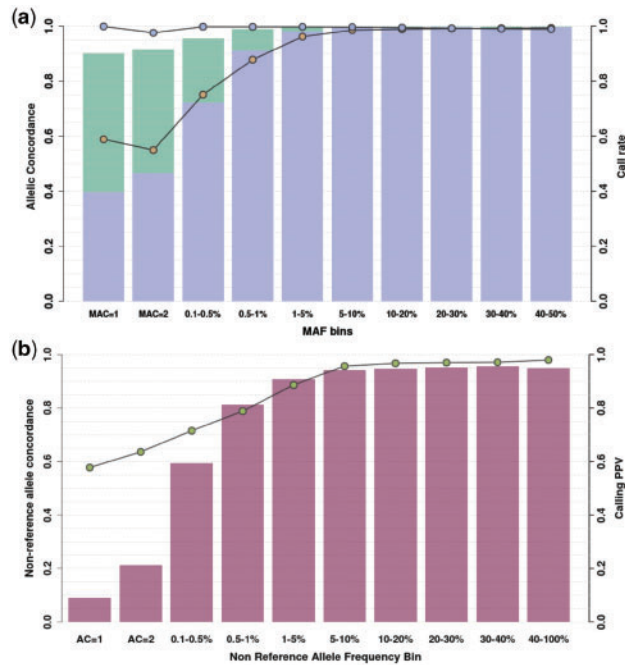 (a)
1.0
0.8
0.6
0.4
0.2
0.0
Allelic Concordance
1.0
0.8
0.6
0.4
0.2
0.0
Call rate
MAC=1 MAC=2 0.1-0.5% 0.5-1% 1-5% 5-10% 10-20% 20-30% 30-40% 40-50%
MAF bins
(b)
1.0
0.8
0.6
0.4
0.2
0.0
Non-reference allele concordance
1.0
0.8
0.6
0.4
0.2
0.0
Calling PPV
AC=1 AC=2 0.1-0.5% 0.5-1% 1-5% 5-10% 10-20% 20-30% 30-40% 40-100%
Non Reference Allele Frequency Bin